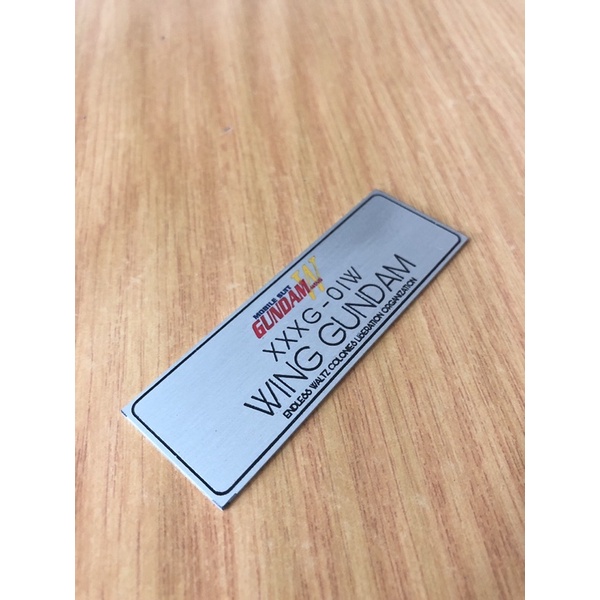 MOBILE SUIT
GUNDAM W
XXXG-01W
WING GUNDAM
ENDLESS WALTZ COLONIES LIBERATION ORGANIZATION